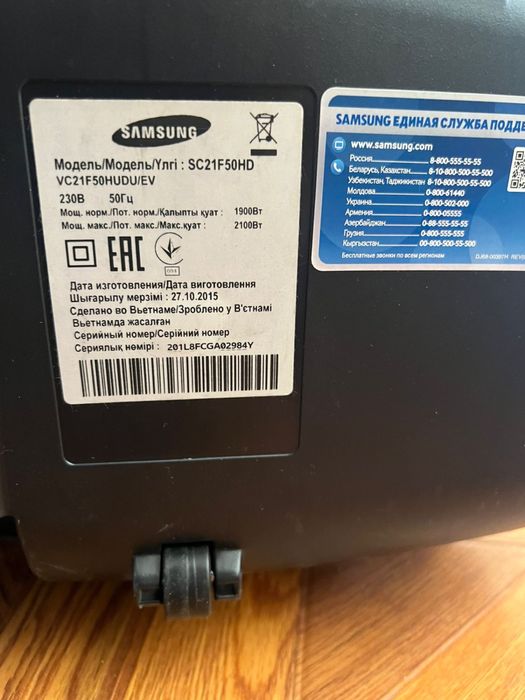 SAMSUNG
Модель/Модель/Үлгі : SC21F50HD
VC21F50HUDU/EV
230В 50Гц
Мощ. норм./Пот. норм./Қалыпты қуат : 1900Вт
Мощ. макс./Пот. макс./Макс.қуат : 2100Вт
EAC
Дата изготовления/Дата виготовлення
Шығарылу мерзімі : 27.10.2015
Сделано во Вьетнаме/Зроблено у В'єтнамі
Вьетнамда жасалған
Серийный номер/Серійний номер
Сериялық нөмірі : 201L8FCGA02984Y
SAMSUNG ЕДИНАЯ СЛУЖБА ПОДДЕ
www.samsung.com
Россия 8-800-555-55-55
Беларусь, Казахстан 8-10-800-500-55-500
Узбекистан, Таджикистан 8-10-800-500-55-500
Молдова 0-800-61440
Украина 0-800-502-000
Армения 0-800-05555
Азербайджан 0-88-555-55-55
Грузия 0-800-555-555
Кыргызстан 00-800-500-55-500
Бесплатные звонки по всем регионам